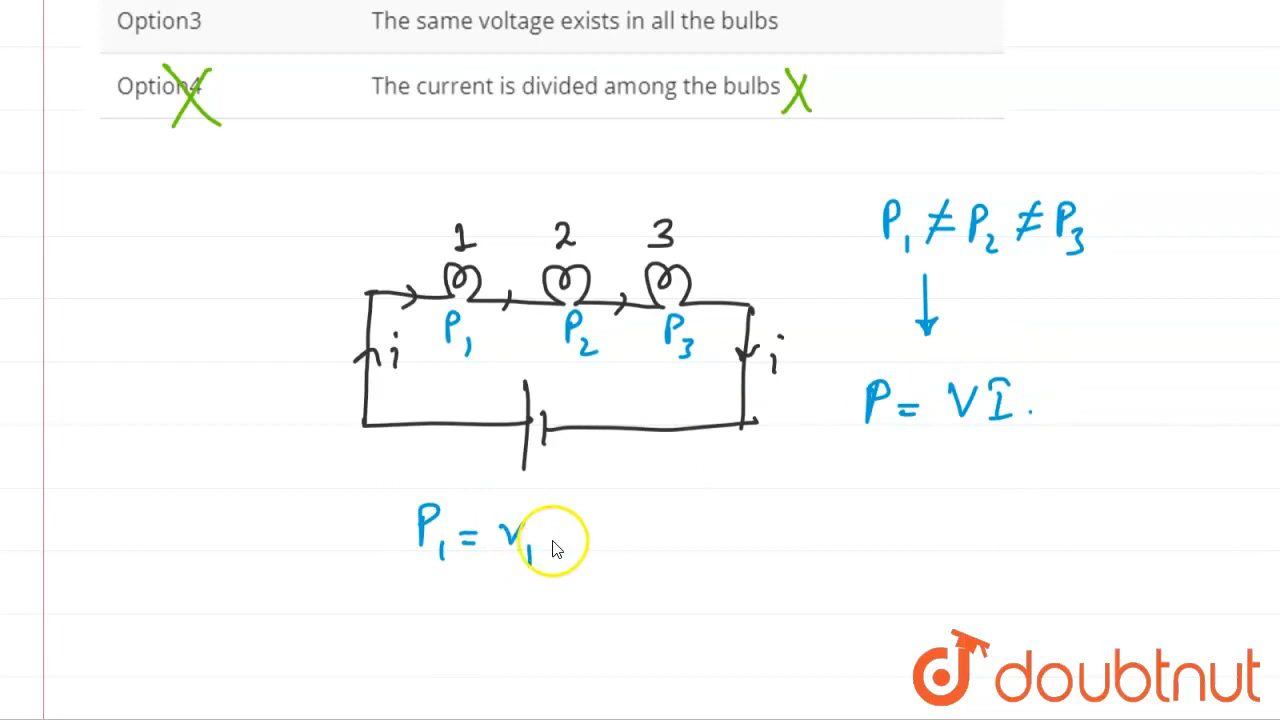 Option3 The same voltage exists in all the bulbs
Option4 The current is divided among the bulbs X
1 2 3
P₁ ≠ P₂ ≠ P₃
P₁ P₂ P₃
i i
P = VI.
P₁ = v₁
doubtnut